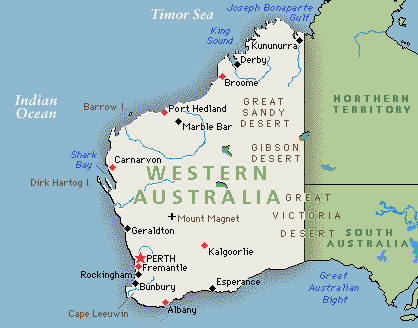 Timor Sea
Joseph Bonaparte
Gulf
King
Sound
Kununurra
Derby
Broome
Indian
Ocean
Barrow I.
Port Hedland
Marble Bar
GREAT
SANDY
DESERT
NORTHERN
TERRITORY
GIBSON
DESERT
Shark
Bay
Carnarvon
Dirk Hartog I.
WESTERN
AUSTRALIA
GREAT
VICTORIA
DESERT
Mount Magnet
Geraldton
SOUTH
AUSTRALIA
Kalgoorlie
PERTH
Fremantle
Rockingham
Bunbury
Esperance
Great
Australian
Bight
Cape Leeuwin
Albany